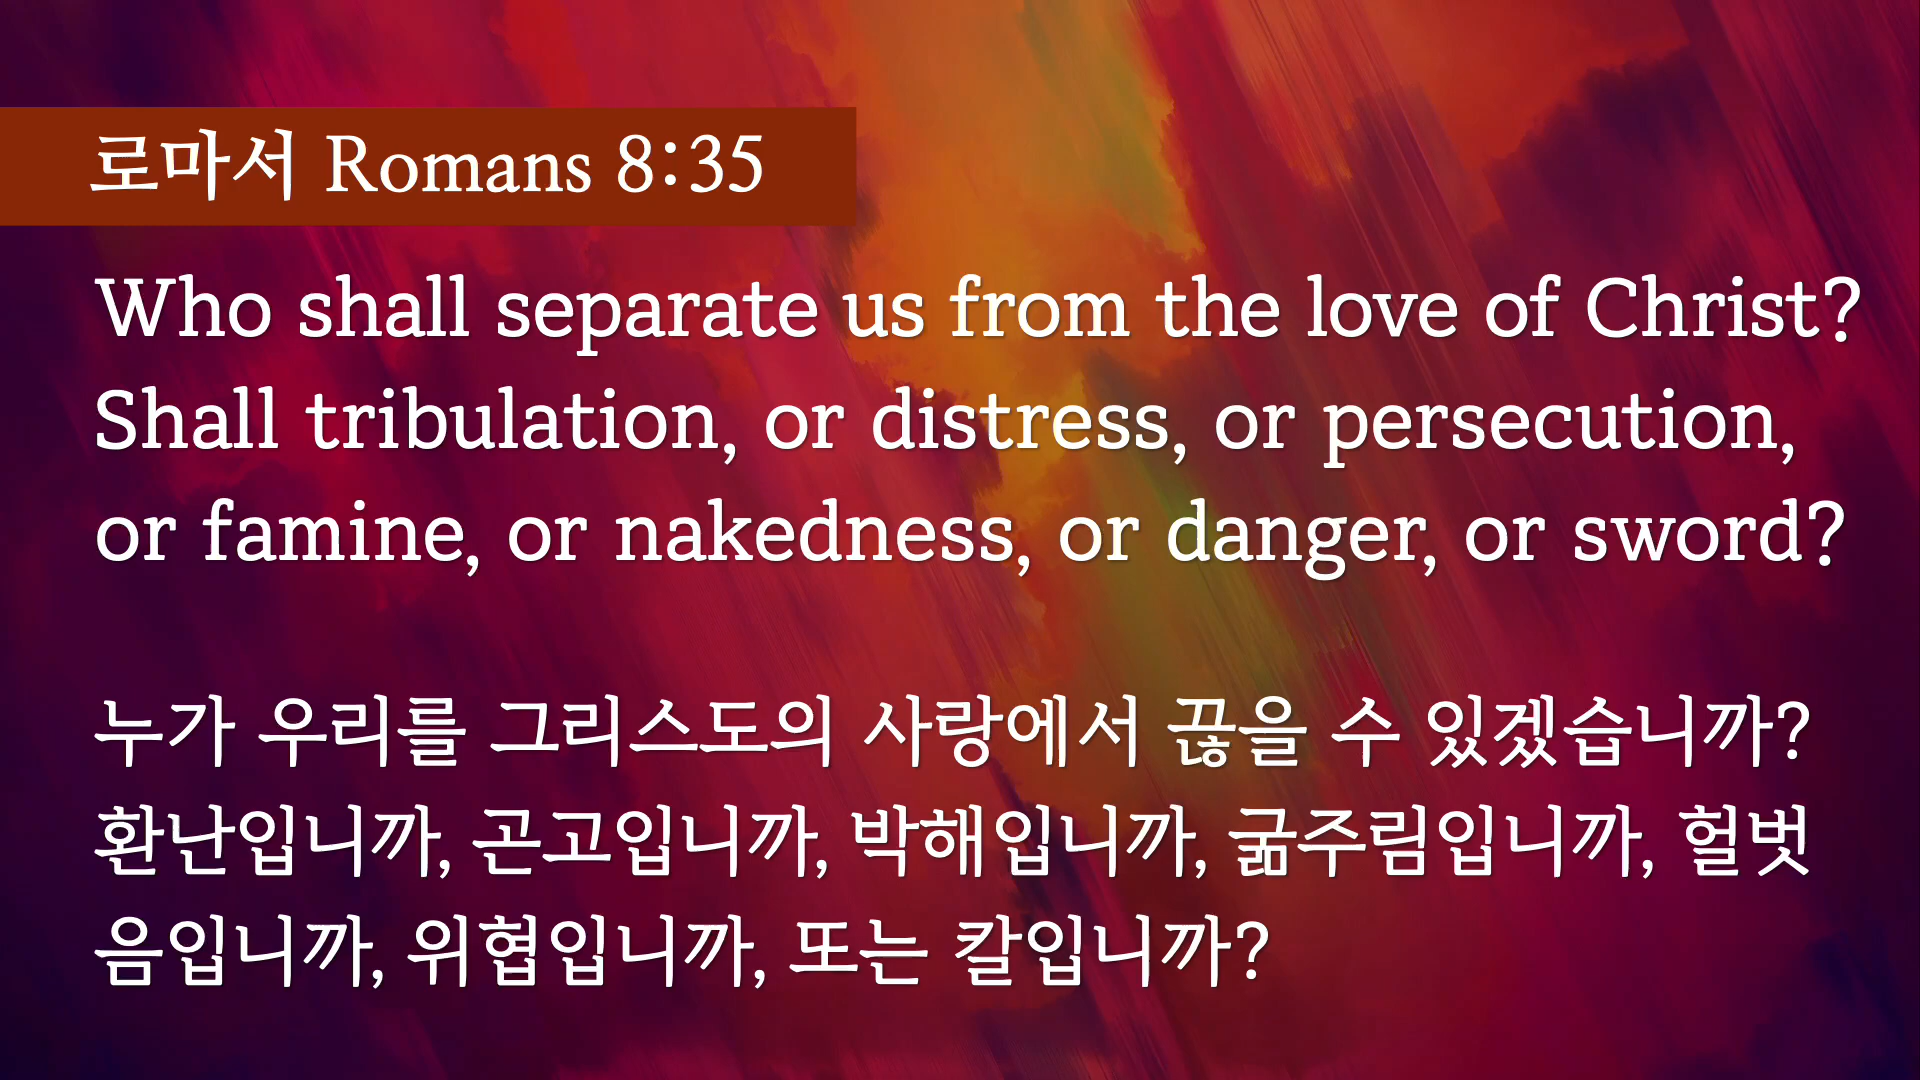 로마서 Romans 8:35
Who shall separate us from the love of Christ?
Shall tribulation, or distress, or persecution,
or famine, or nakedness, or danger, or sword?
누가 우리를 그리스도의 사랑에서 끊을 수 있겠습니까?
환난입니까, 곤고입니까, 박해입니까, 굶주림입니까, 헐벗
음입니까, 위협입니까, 또는 칼입니까?